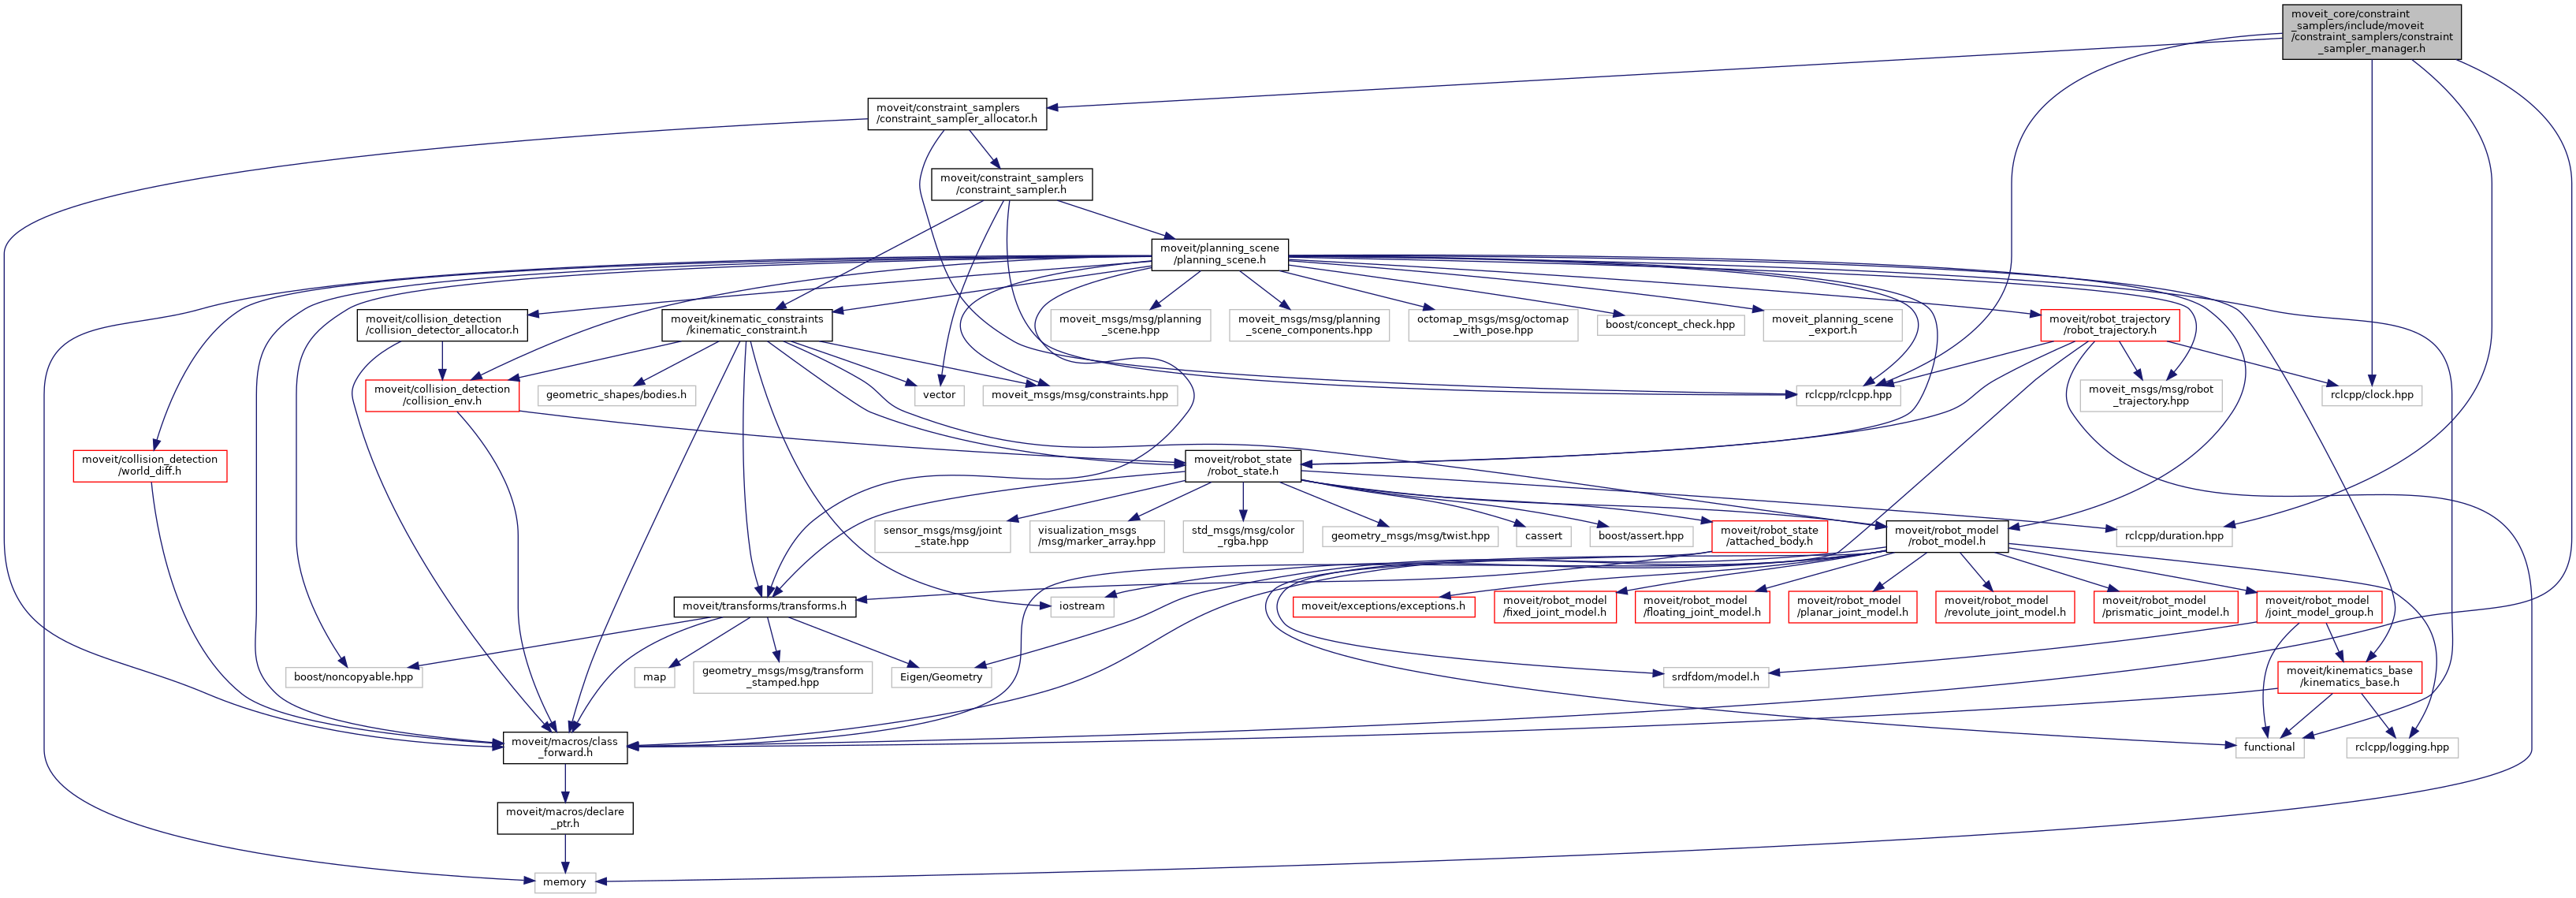 moveit_core/constraint
_samplers/include/moveit
/constraint_samplers/constraint
_sampler_manager.h
moveit/constraint_samplers
/constraint_sampler_allocator.h
moveit/constraint_samplers
/constraint_sampler.h
moveit/planning_scene
/planning_scene.h
moveit/collision_detection
/collision_detector_allocator.h
moveit/kinematic_constraints
/kinematic_constraint.h
moveit_msgs/msg/planning
_scene.hpp
moveit_msgs/msg/planning
_scene_components.hpp
octomap_msgs/msg/octomap
_with_pose.hpp
boost/concept_check.hpp
moveit_planning_scene
_export.h
moveit/robot_trajectory
/robot_trajectory.h
moveit/collision_detection
/collision_env.h
geometric_shapes/bodies.h
vector
moveit_msgs/msg/constraints.hpp
rclcpp/rclcpp.hpp
moveit_msgs/msg/robot
_trajectory.hpp
rclcpp/clock.hpp
moveit/collision_detection
/world_diff.h
moveit/robot_state
/robot_state.h
sensor_msgs/msg/joint
_state.hpp
visualization_msgs
/msg/marker_array.hpp
std_msgs/msg/color
_rgba.hpp
geometry_msgs/msg/twist.hpp
cassert
boost/assert.hpp
moveit/robot_state
/attached_body.h
moveit/robot_model
/robot_model.h
rclcpp/duration.hpp
moveit/transforms/transforms.h
iostream
moveit/exceptions/exceptions.h
moveit/robot_model
/fixed_joint_model.h
moveit/robot_model
/floating_joint_model.h
moveit/robot_model
/planar_joint_model.h
moveit/robot_model
/revolute_joint_model.h
moveit/robot_model
/prismatic_joint_model.h
moveit/robot_model
/joint_model_group.h
boost/noncopyable.hpp
map
geometry_msgs/msg/transform
_stamped.hpp
Eigen/Geometry
srdfdom/model.h
moveit/kinematics_base
/kinematics_base.h
moveit/macros/class
_forward.h
functional
rclcpp/logging.hpp
moveit/macros/declare
_ptr.h
memory